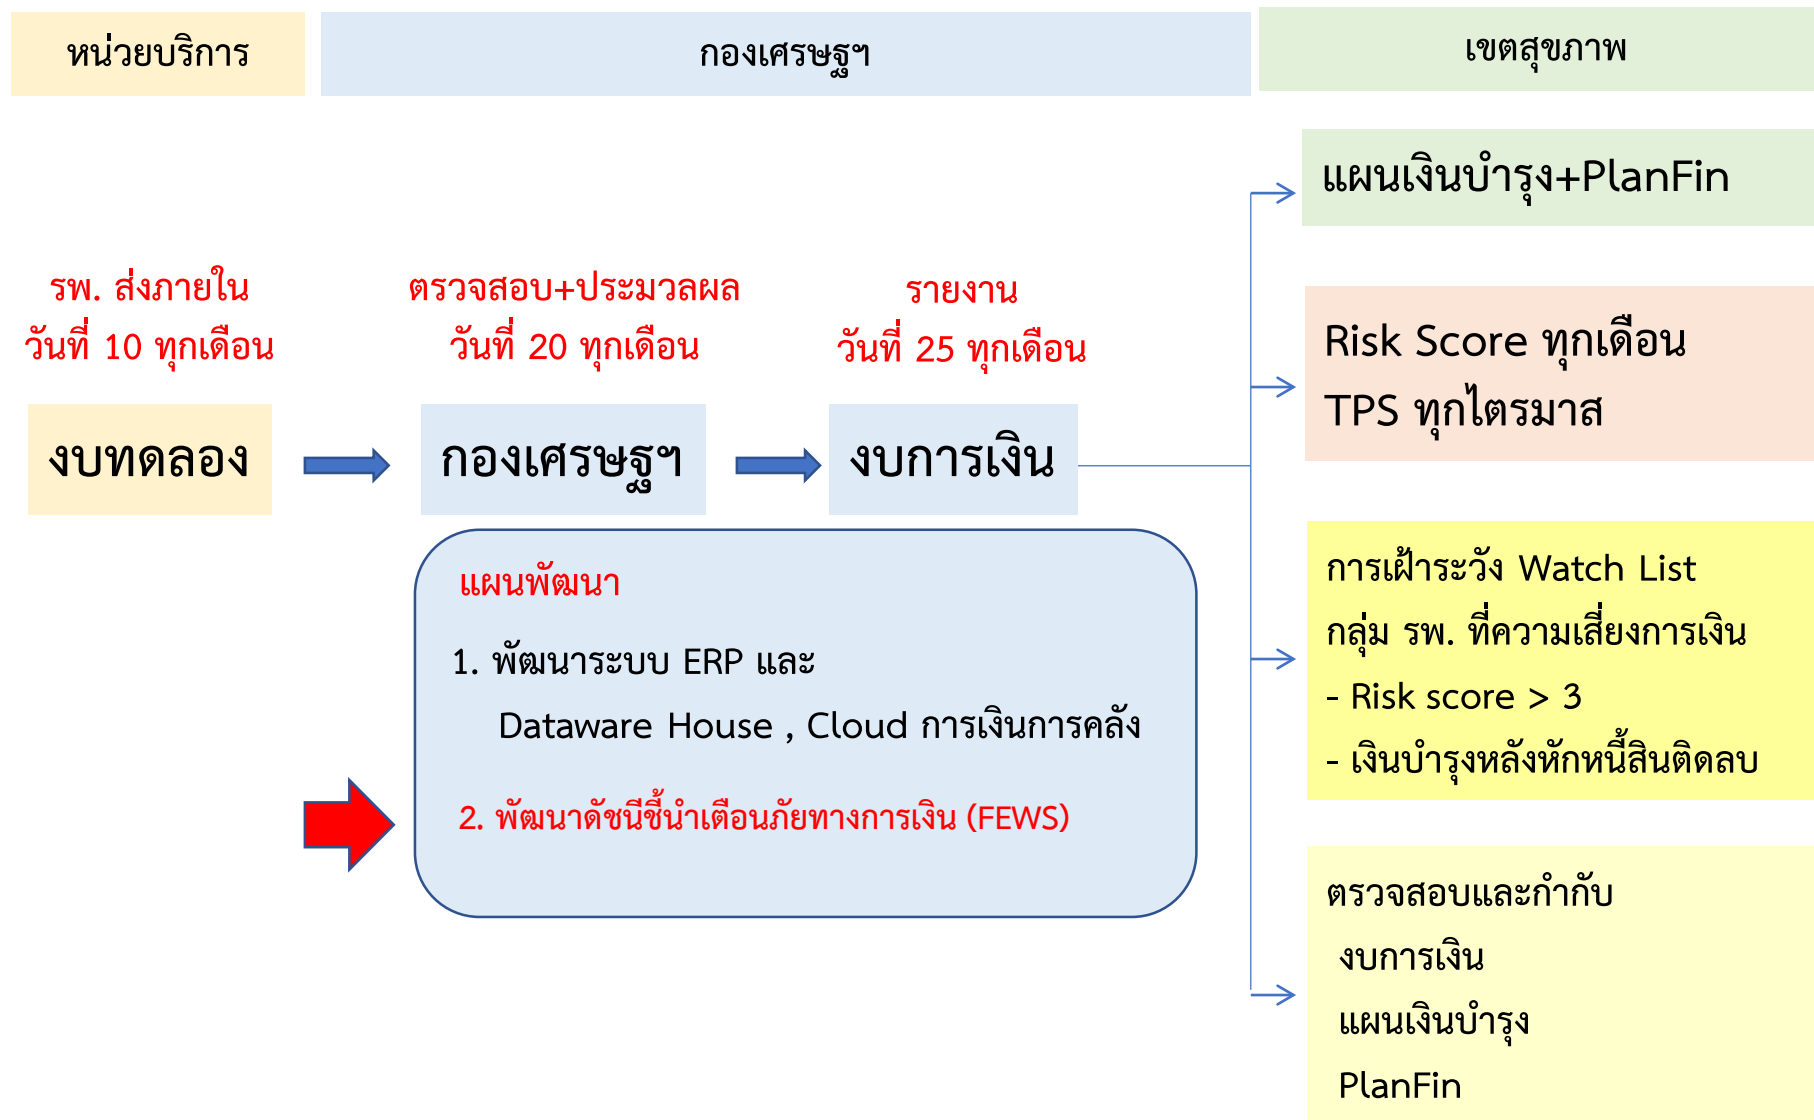 หน่วยบริการ
กองเศรษฐฯ
เขตสุขภาพ
รพ. ส่งภายใน
วันที่ 10 ทุกเดือน
งบทดลอง
ตรวจสอบ+ประมวลผล
วันที่ 20 ทุกเดือน
กองเศรษฐฯ
รายงาน
วันที่ 25 ทุกเดือน
งบการเงิน
แผนพัฒนา
1. พัฒนาระบบ ERP และ
Dataware House , Cloud การเงินการคลัง
2. พัฒนาดัชนีชี้นำเตือนภัยทางการเงิน (FEWS)
แผนเงินบำรุง+PlanFin
Risk Score ทุกเดือน
TPS ทุกไตรมาส
การเฝ้าระวัง Watch List
กลุ่ม รพ. ที่ความเสี่ยงการเงิน
- Risk score > 3
- เงินบำรุงหลังหักหนี้สินติดลบ
ตรวจสอบและกำกับ
งบการเงิน
แผนเงินบำรุง
PlanFin